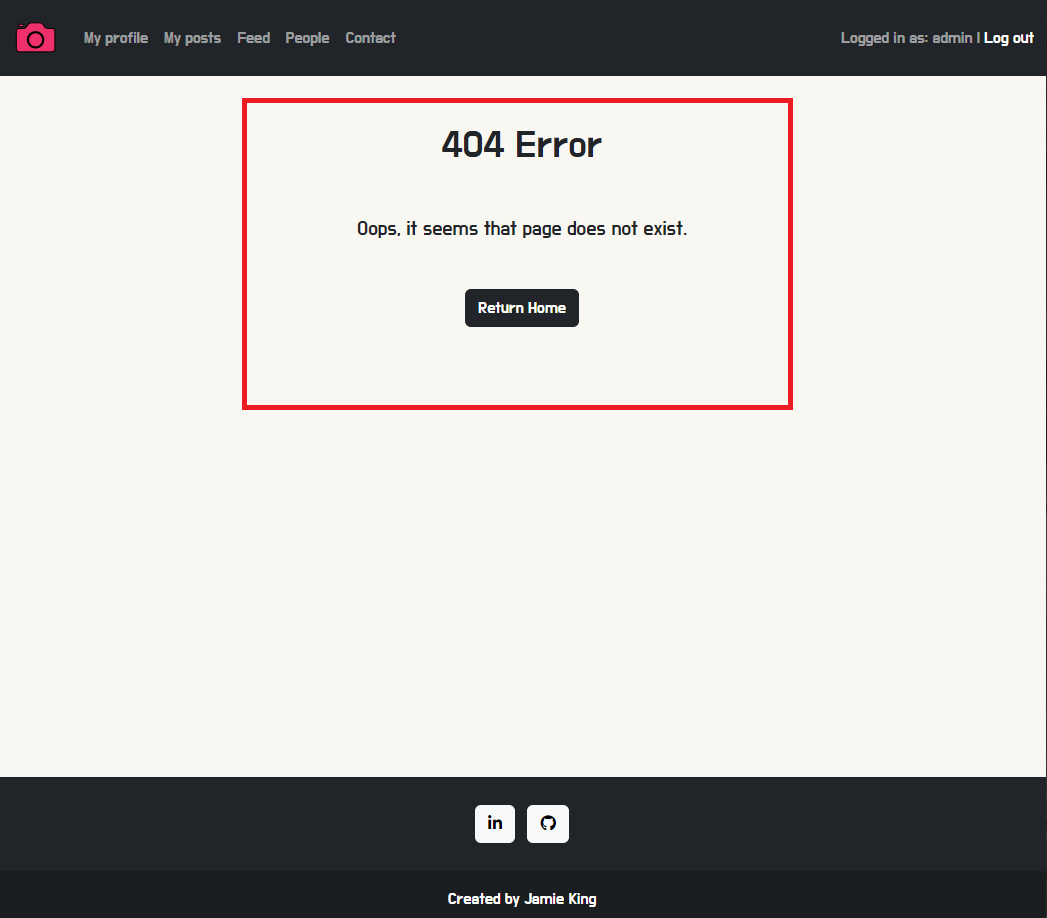 My profile My posts Feed People Contact Logged in as: admin | Log out
404 Error
Oops, it seems that page does not exist.
Return Home
in
Created by Jamie King